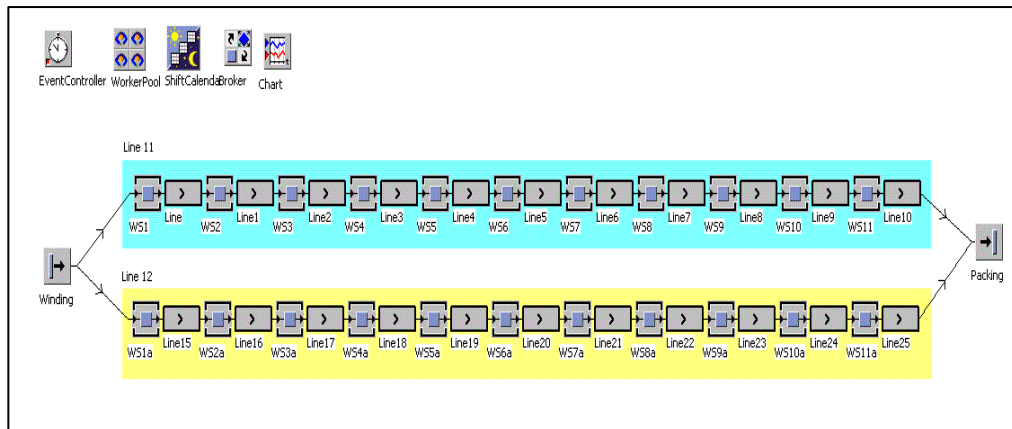 EventController WorkerPool ShiftCalenda Broker Chart
Line 11
WS1 Line WS2 Line1 WS3 Line2 WS4 Line3 WS5 Line4 WS6 Line5 WS7 Line6 WS8 Line7 WS9 Line8 WS10 Line9 WS11 Line10
Winding
Packing
Line 12
WS1a Line15 WS2a Line16 WS3a Line17 WS4a Line18 WS5a Line19 WS6a Line20 WS7a Line21 WS8a Line22 WS9a Line23 WS10a Line24 WS11a Line25